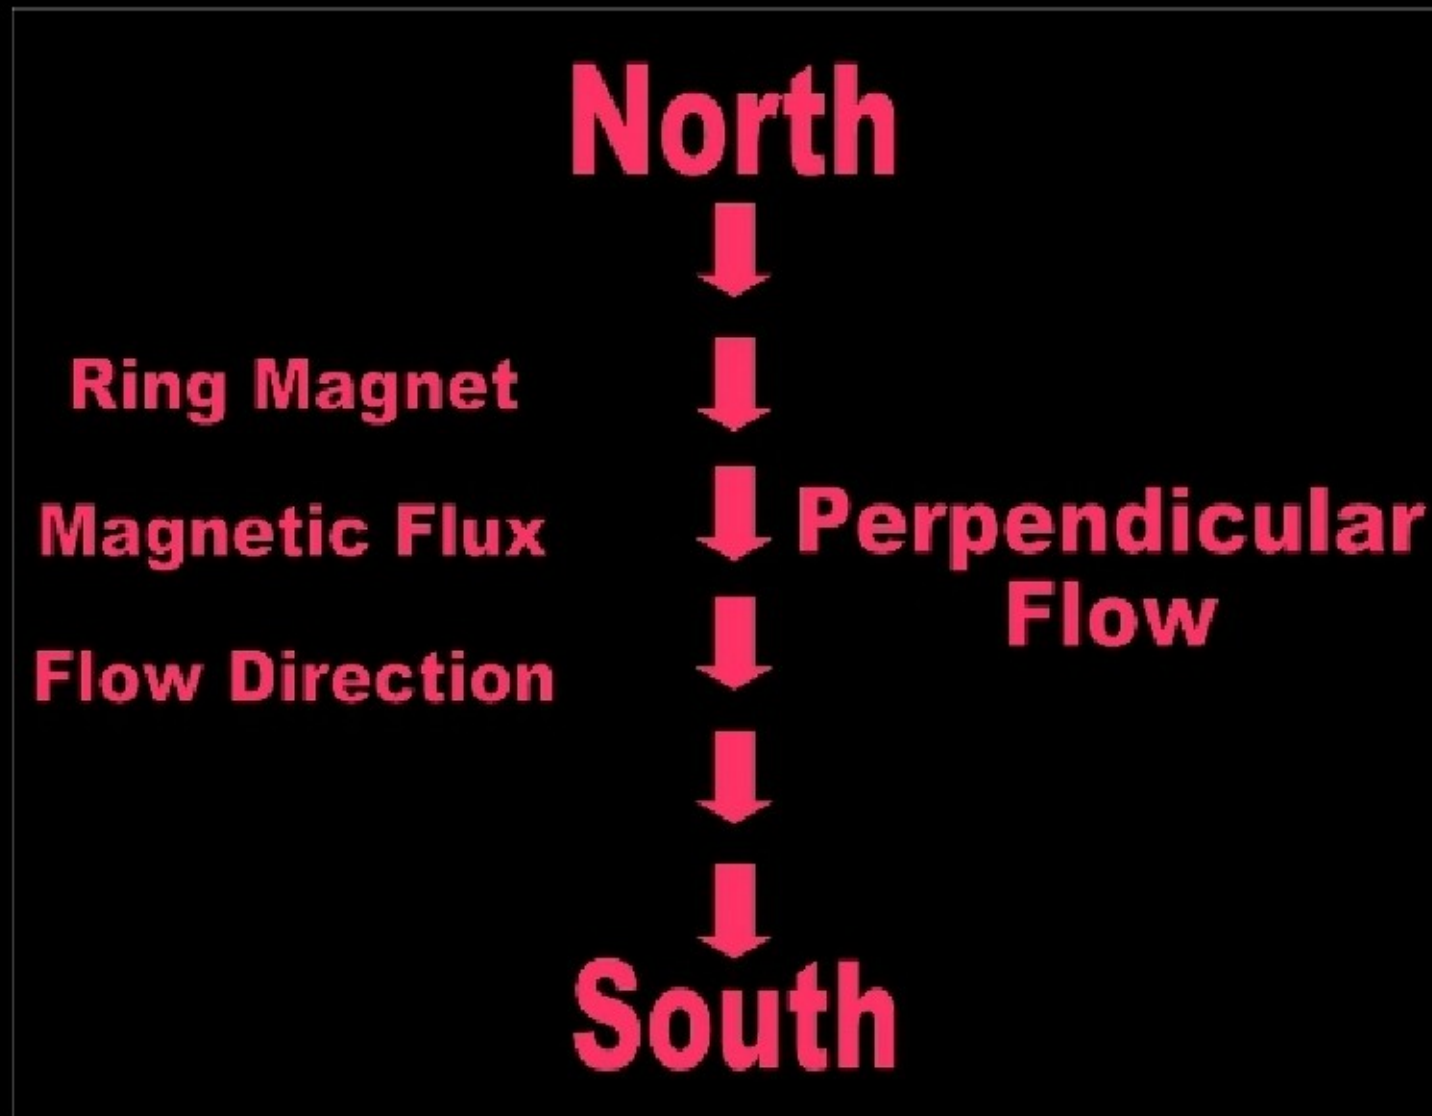 North
Ring Magnet
Magnetic Flux
Flow Direction
Perpendicular
Flow
South